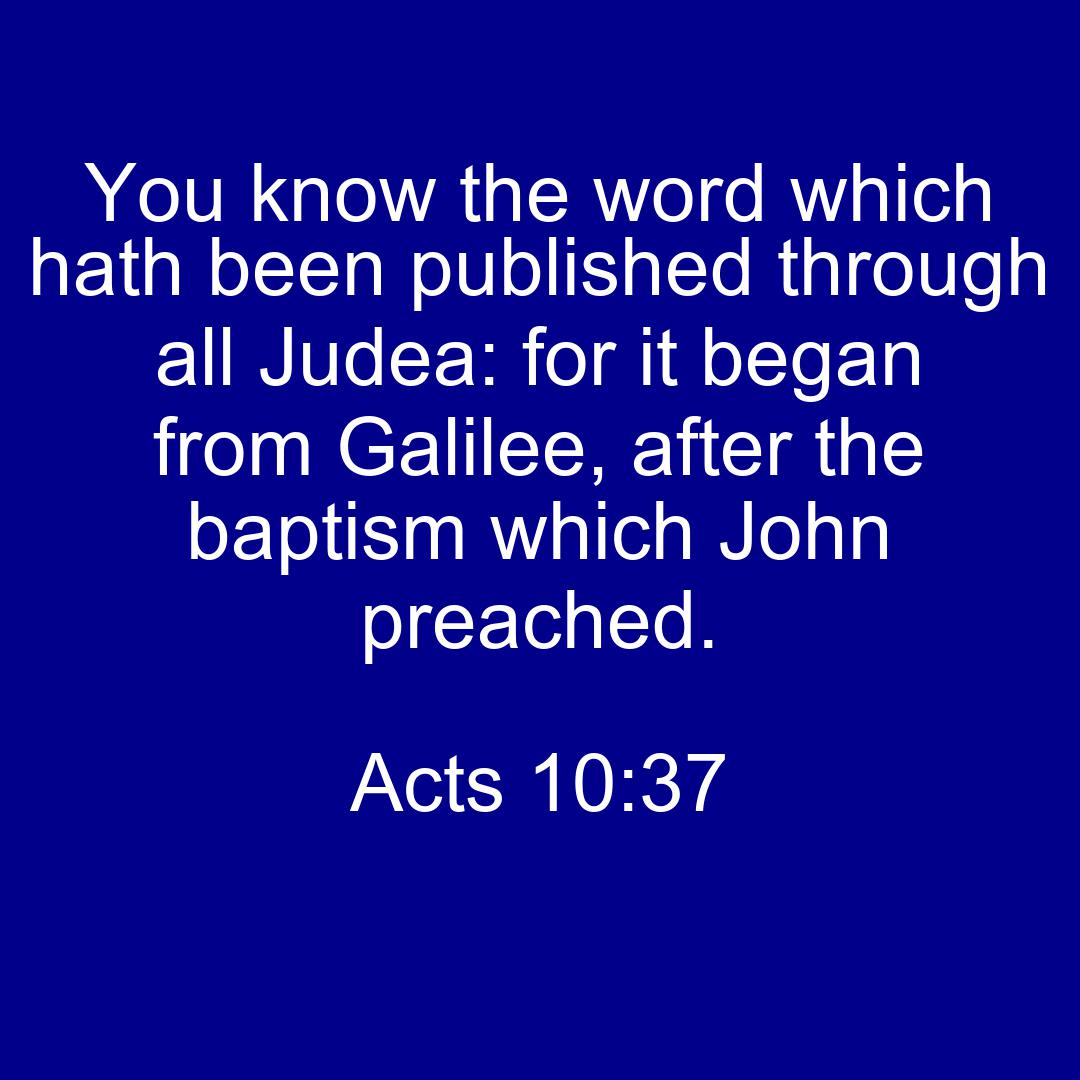 You know the word which
hath been published through
all Judea: for it began
from Galilee, after the
baptism which John
preached.
Acts 10:37